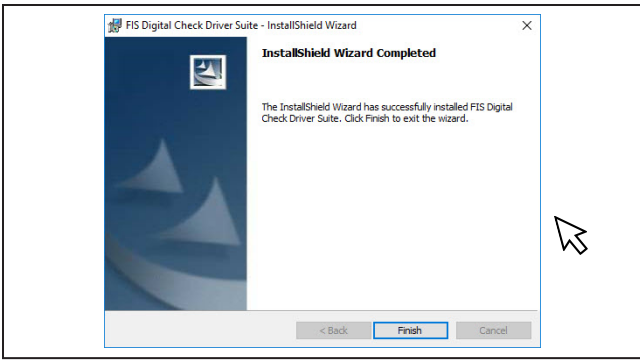 FIS Digital Check Driver Suite - InstallShield Wizard
InstallShield Wizard Completed
The InstallShield Wizard has successfully installed FIS Digital
Check Driver Suite. Click Finish to exit the wizard.
< Back Finish Cancel